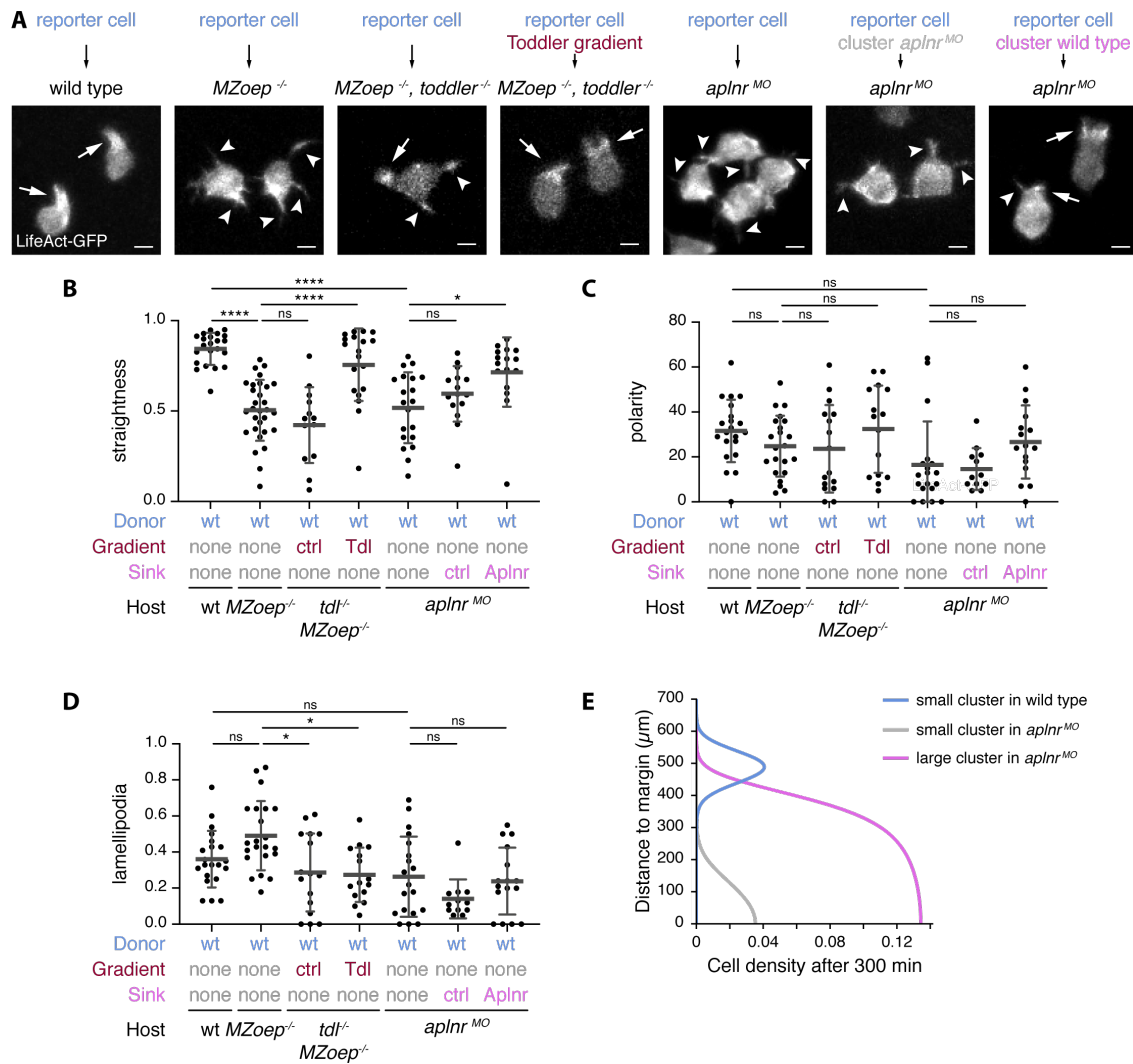 A
reporter cell reporter cell reporter cell reporter cell reporter cell reporter cell reporter cell
Toddler gradient cluster aplnr MO cluster wild type
wild type MZoep -/- MZoep -/-, toddler -/- MZoep -/-, toddler -/- aplnr MO aplnr MO aplnr MO
LifeAct-GFP
B
****
**** *
**** ns ns
1.0
0.5
0.0
straightness
Donor wt wt wt wt wt wt wt
Gradient none none ctrl Tdl none none none
Sink none none none none none ctrl Aplnr
Host wt MZoep-/- tdl-/- aplnr MO
MZoep-/-
C
ns
ns ns
ns ns ns
80
60
40
20
0
polarity
Donor wt wt wt wt wt wt wt
Gradient none none ctrl Tdl none none none
Sink none none none none none ctrl Aplnr
Host wt MZoep-/- tdl-/- aplnr MO
MZoep-/-
D
ns
* ns
ns * ns
1.0
0.8
0.6
0.4
0.2
0.0
lamellipodia
Donor wt wt wt wt wt wt wt
Gradient none none ctrl Tdl none none none
Sink none none none none none ctrl Aplnr
Host wt MZoep-/- tdl-/- aplnr MO
MZoep-/-
E
700
600
500
400
300
200
100
0
Distance to margin (µm)
small cluster in wild type
small cluster in aplnr MO
large cluster in aplnr MO
0 0.04 0.08 0.12
Cell density after 300 min